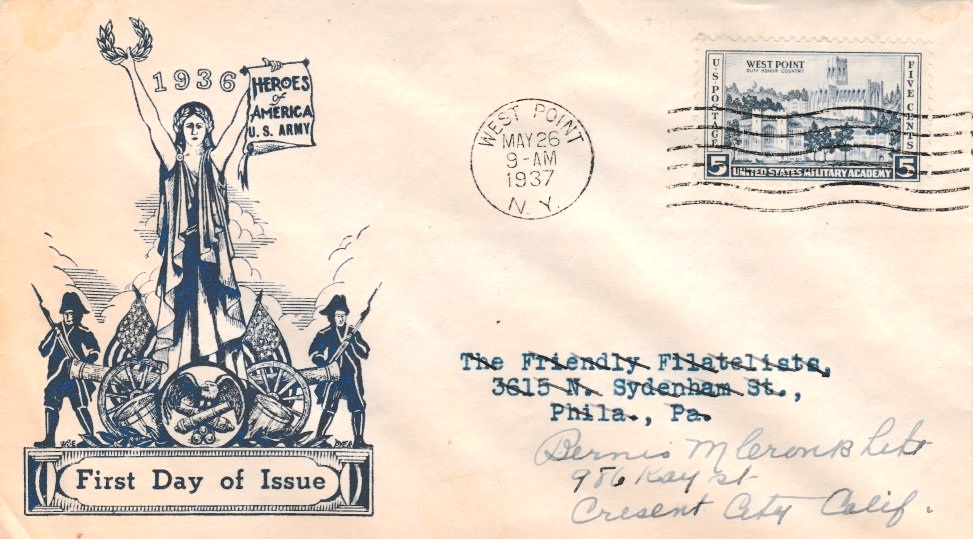 1936
HEROES
of
AMERICA
U.S. ARMY
First Day of Issue
WEST POINT
MAY 26
9-AM
1937
N.Y.
U.S. POSTAGE
WEST POINT
DUTY HONOR COUNTRY
FIVE CENTS
5 UNITED STATES MILITARY ACADEMY 5
The Friendly Filatelists,
3615 N. Sydenham St.,
Phila., Pa.
Bernis
986 Kay st
Cresent City Calif.